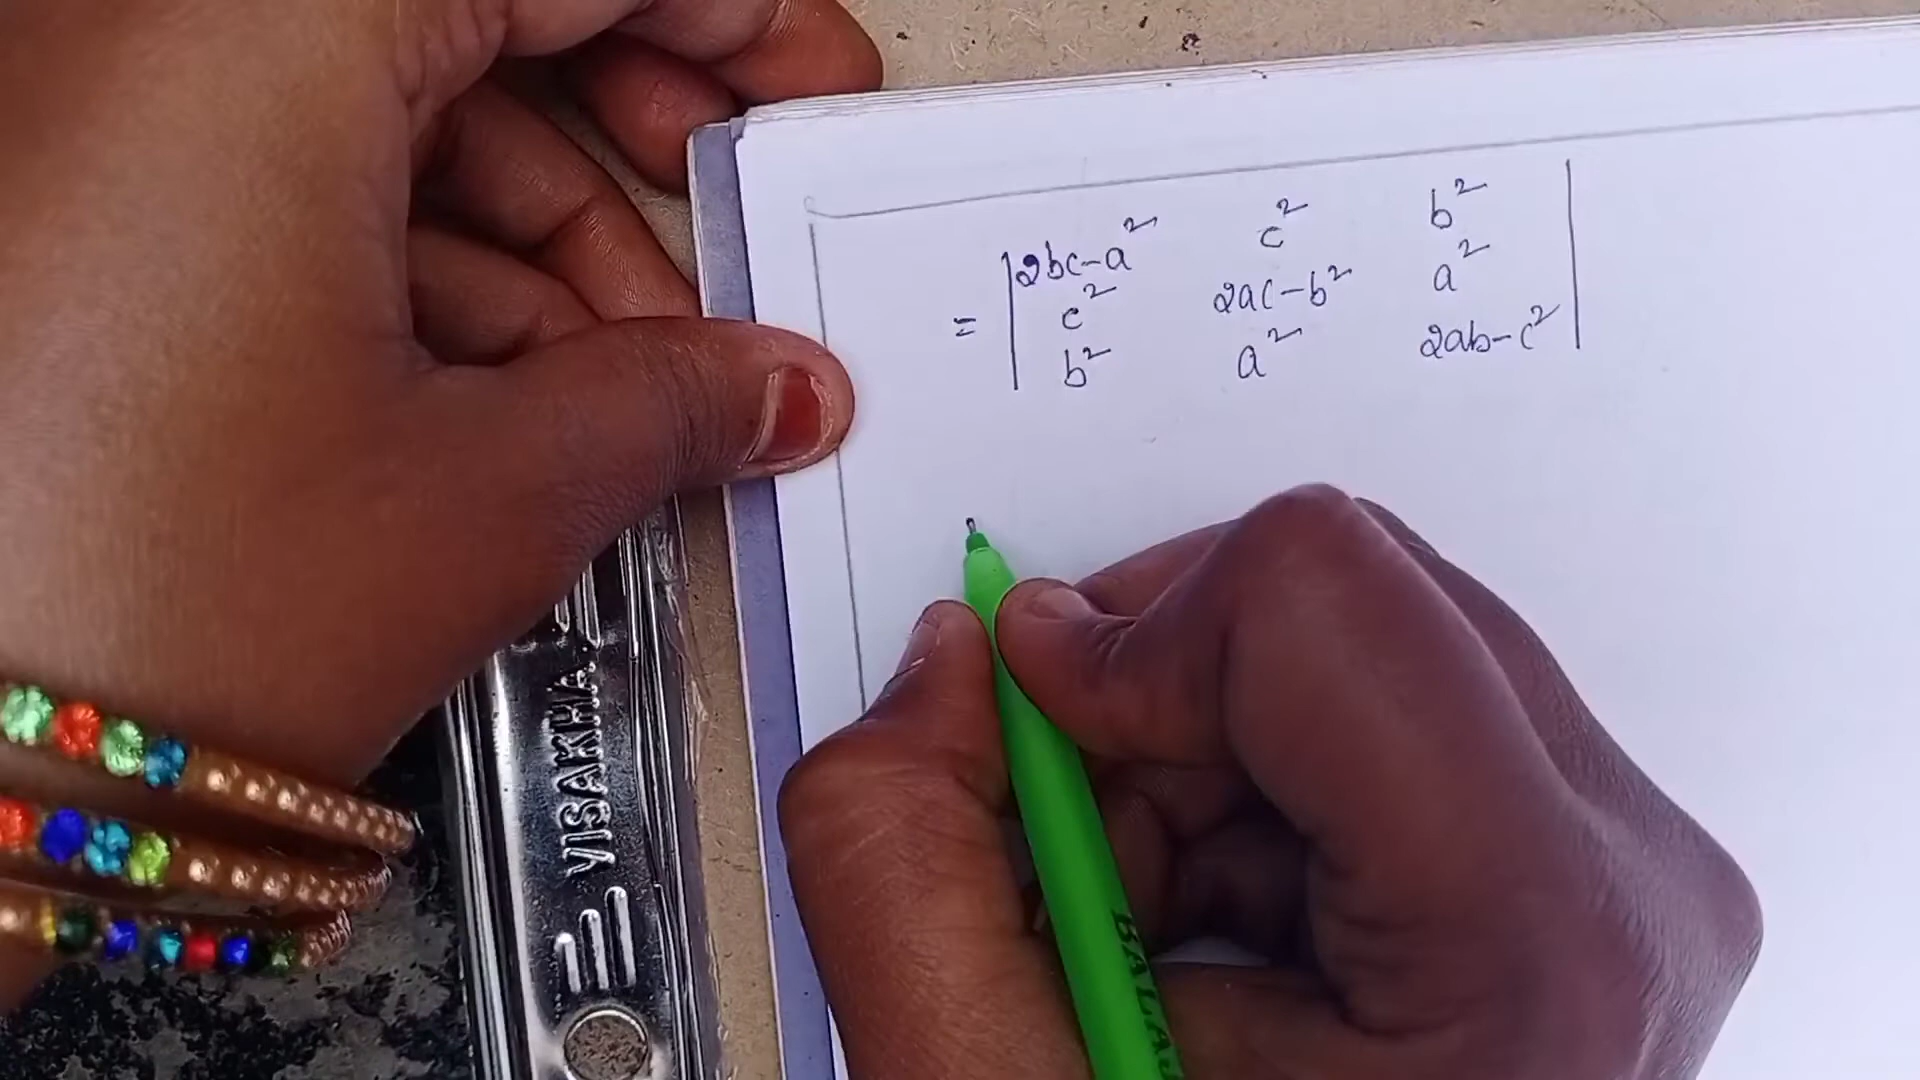 = | 2bc-a² c² b² |
c² 2ac-b² a²
b² a² 2ab-c²
VISAKHA